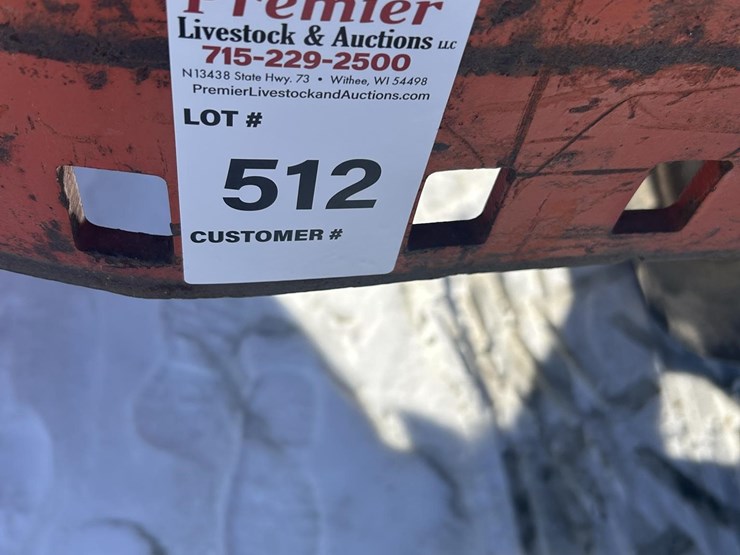 Premier
Livestock & Auctions LLC
715-229-2500
N13438 State Hwy. 73 • Withee, WI 54498
PremierLivestockandAuctions.com
LOT #
512
CUSTOMER #